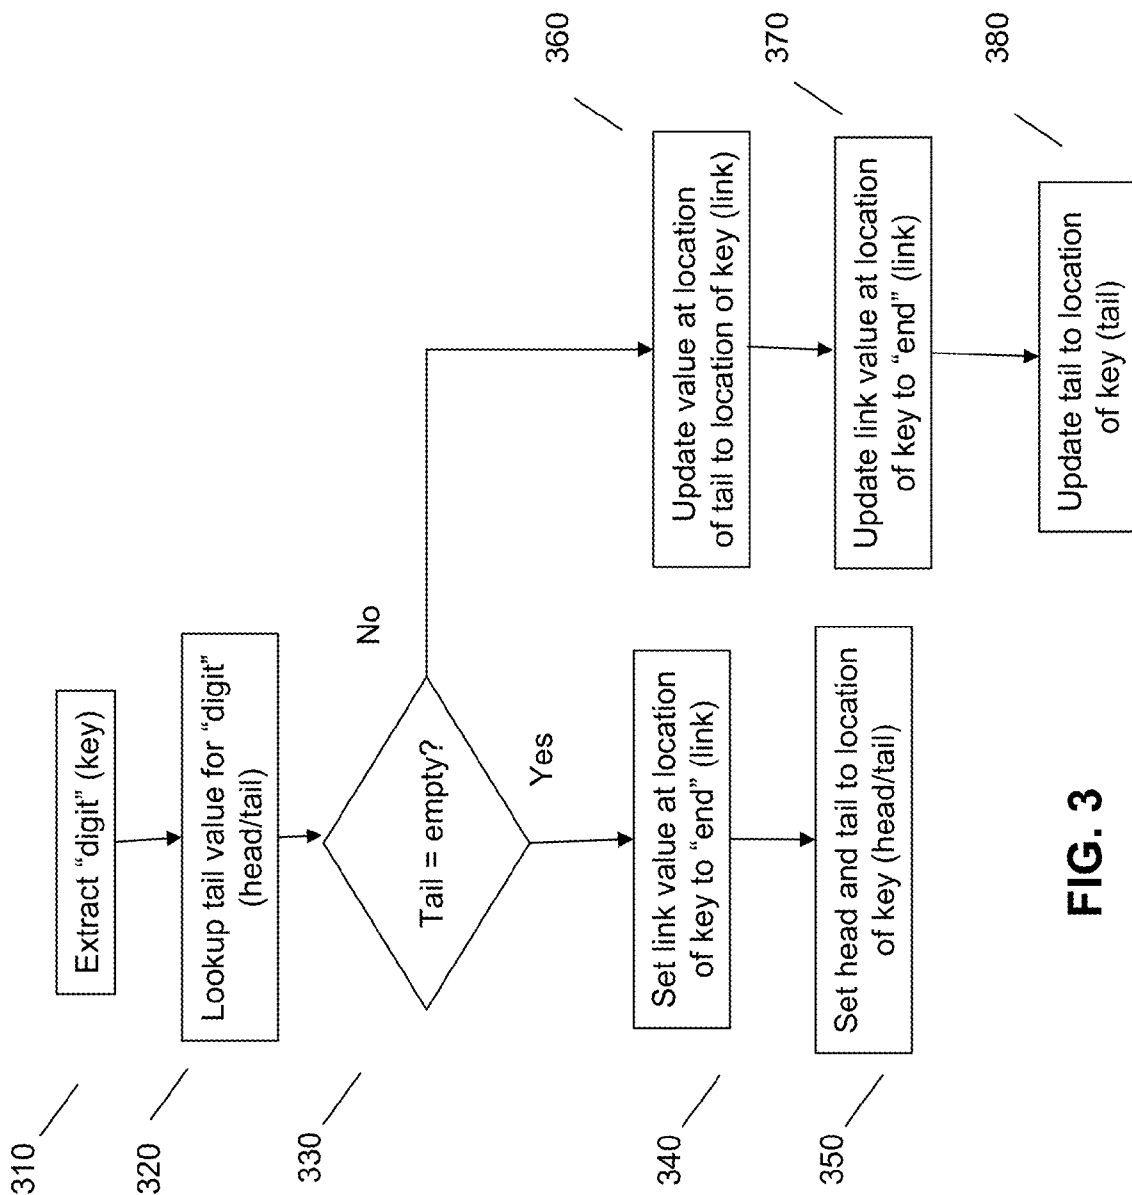 310
Extract “digit” (key)
320
Lookup tail value for “digit”
(head/tail)
330
Tail = empty?
No
Yes
340
Set link value at location
of key to “end” (link)
350
Set head and tail to location
of key (head/tail)
360
Update value at location
of tail to location of key (link)
370
Update link value at location
of key to “end” (link)
380
Update tail to location
of key (tail)
FIG. 3